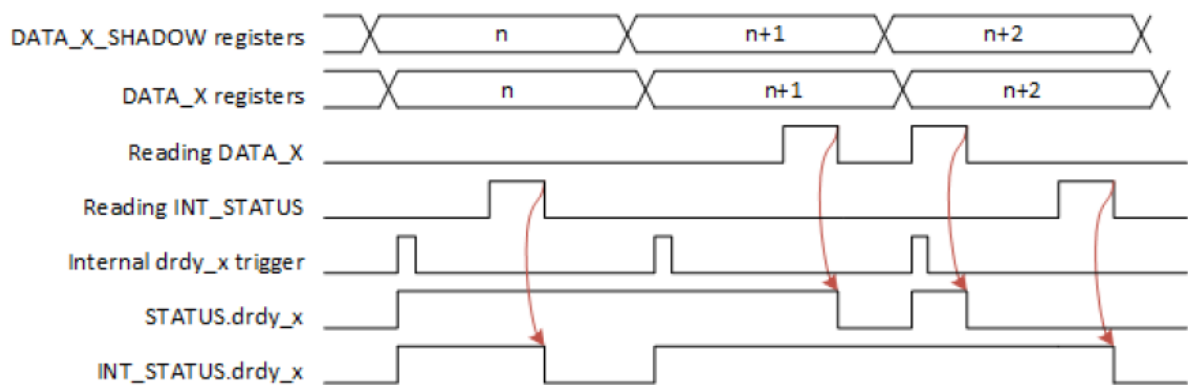 DATA_X_SHADOW registers n n+1 n+2
DATA_X registers n n+1 n+2
Reading DATA_X
Reading INT_STATUS
Internal drdy_x trigger
STATUS.drdy_x
INT_STATUS.drdy_x